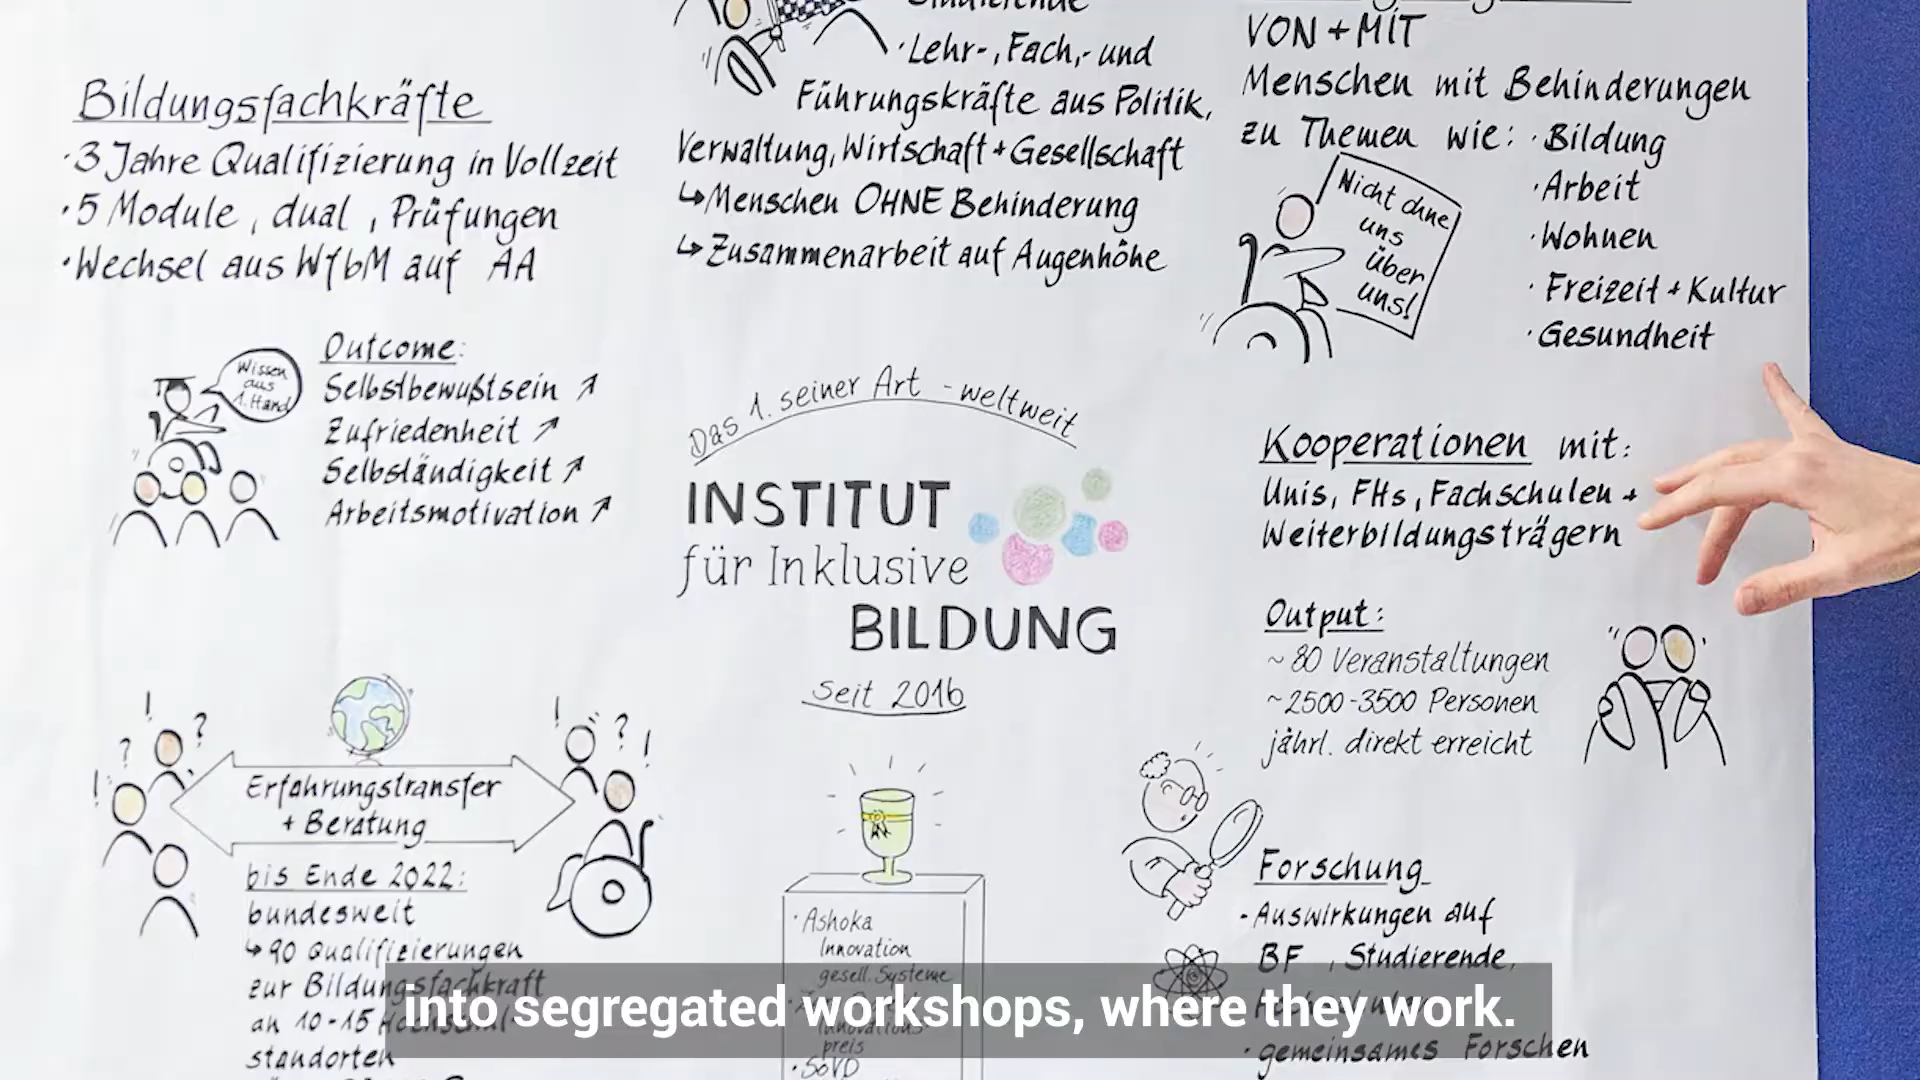 Bildungsfachkräfte
· 3 Jahre Qualifizierung in Vollzeit
· 5 Module, dual, Prüfungen
· Wechsel aus WfbM auf AA
Wissen
aus
1. Hand
Outcome:
Selbstbewußtsein ↗
Zufriedenheit ↗
Selbständigkeit ↗
Arbeitsmotivation ↗
! ? ! ?
! ? !
Erfahrungstransfer
+ Beratung
bis Ende 2022:
bundesweit
↳ 90 Qualifizierungen
zur Bildungsfachkraft
an 10-15
standorten
Studierende
· Lehr-, Fach,- und
Führungskräfte aus Politik,
Verwaltung, Wirtschaft + Gesellschaft
↳ Menschen OHNE Behinderung
↳ Zusammenarbeit auf Augenhöhe
Das 1. seiner Art - weltweit
INSTITUT
für Inklusive
BILDUNG
Seit 2016
· Ashoka
Innovation
gesell. Systeme
Innovations-
preis
· SoVD
VON + MIT
Menschen mit Behinderungen
zu Themen wie: · Bildung
· Arbeit
· Wohnen
· Freizeit + Kultur
· Gesundheit
Nicht ohne
uns
über
uns!
Kooperationen mit:
Unis, FHs, Fachschulen +
Weiterbildungsträgern
Output:
~ 80 Veranstaltungen
~ 2500-3500 Personen
jährl. direkt erreicht
Forschung
- Auswirkungen auf
BF, Studierende,
· gemeinsames Forschen
into segregated workshops, where they work.